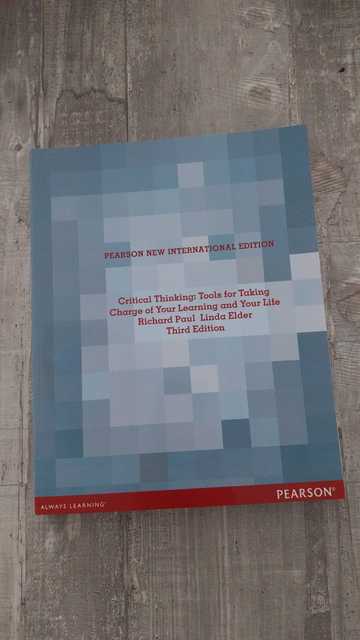 PEARSON NEW INTERNATIONAL EDITION
Critical Thinking: Tools for Taking
Charge of Your Learning and Your Life
Richard Paul Linda Elder
Third Edition
ALWAYS LEARNING
PEARSON